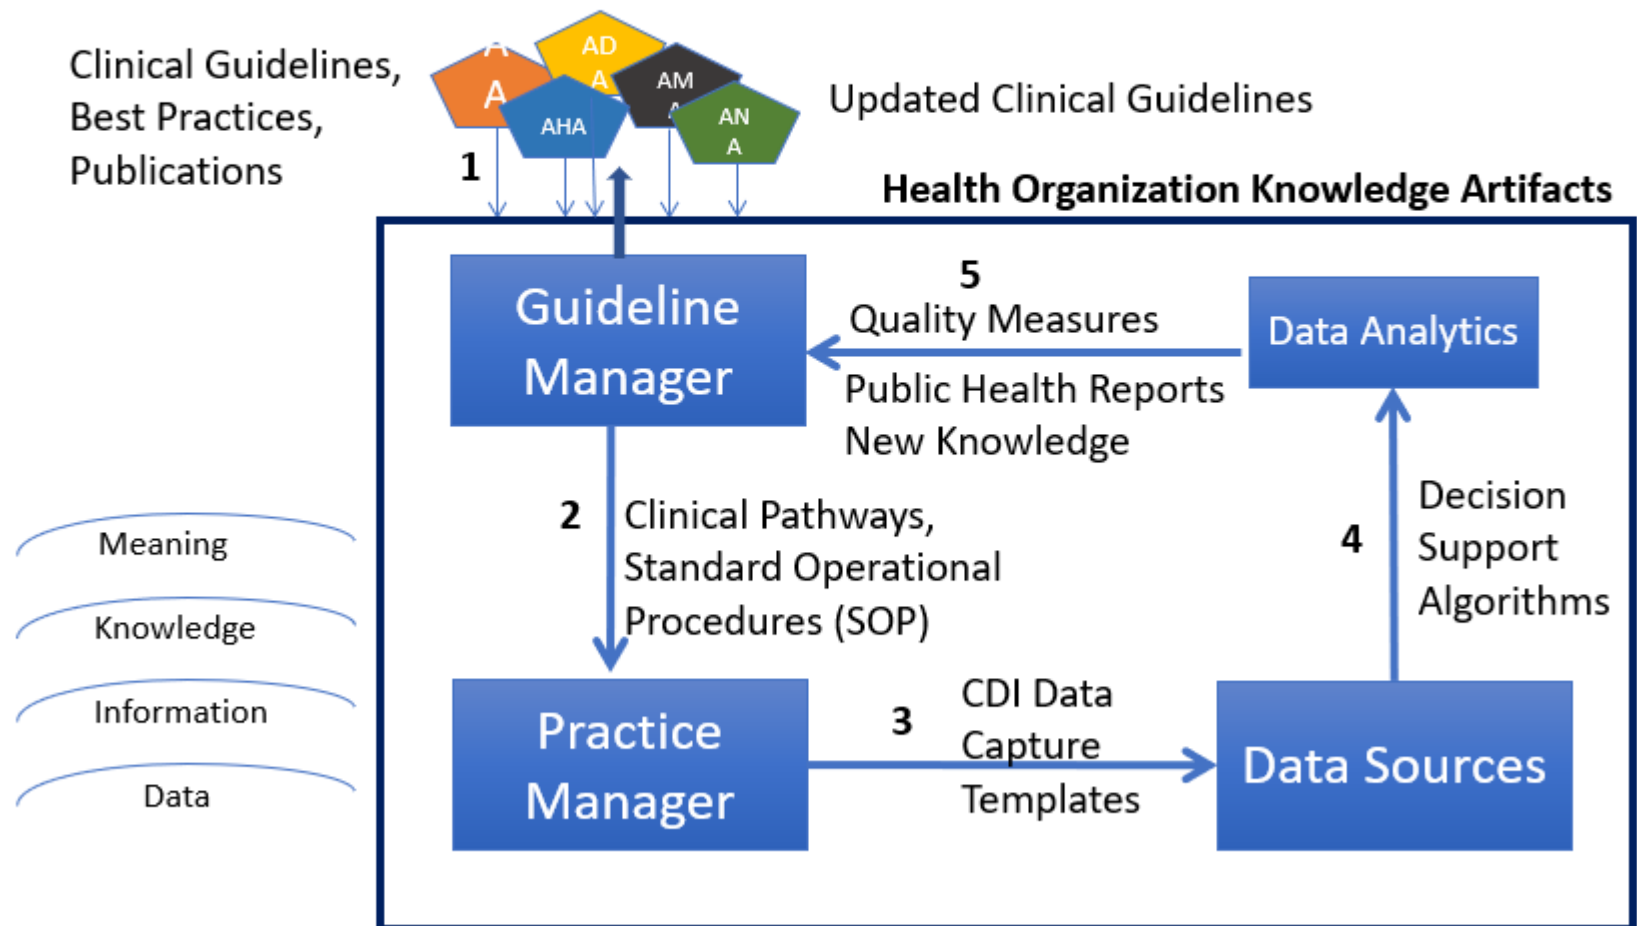 Clinical Guidelines,
Best Practices,
Publications
A
A
AD
A
AHA
AM
A
AN
A
Updated Clinical Guidelines
1
Health Organization Knowledge Artifacts
Guideline
Manager
5
Quality Measures
Public Health Reports
New Knowledge
Data Analytics
2
Clinical Pathways,
Standard Operational
Procedures (SOP)
4
Decision
Support
Algorithms
Meaning
Knowledge
Information
Data
Practice
Manager
3
CDI Data
Capture
Templates
Data Sources